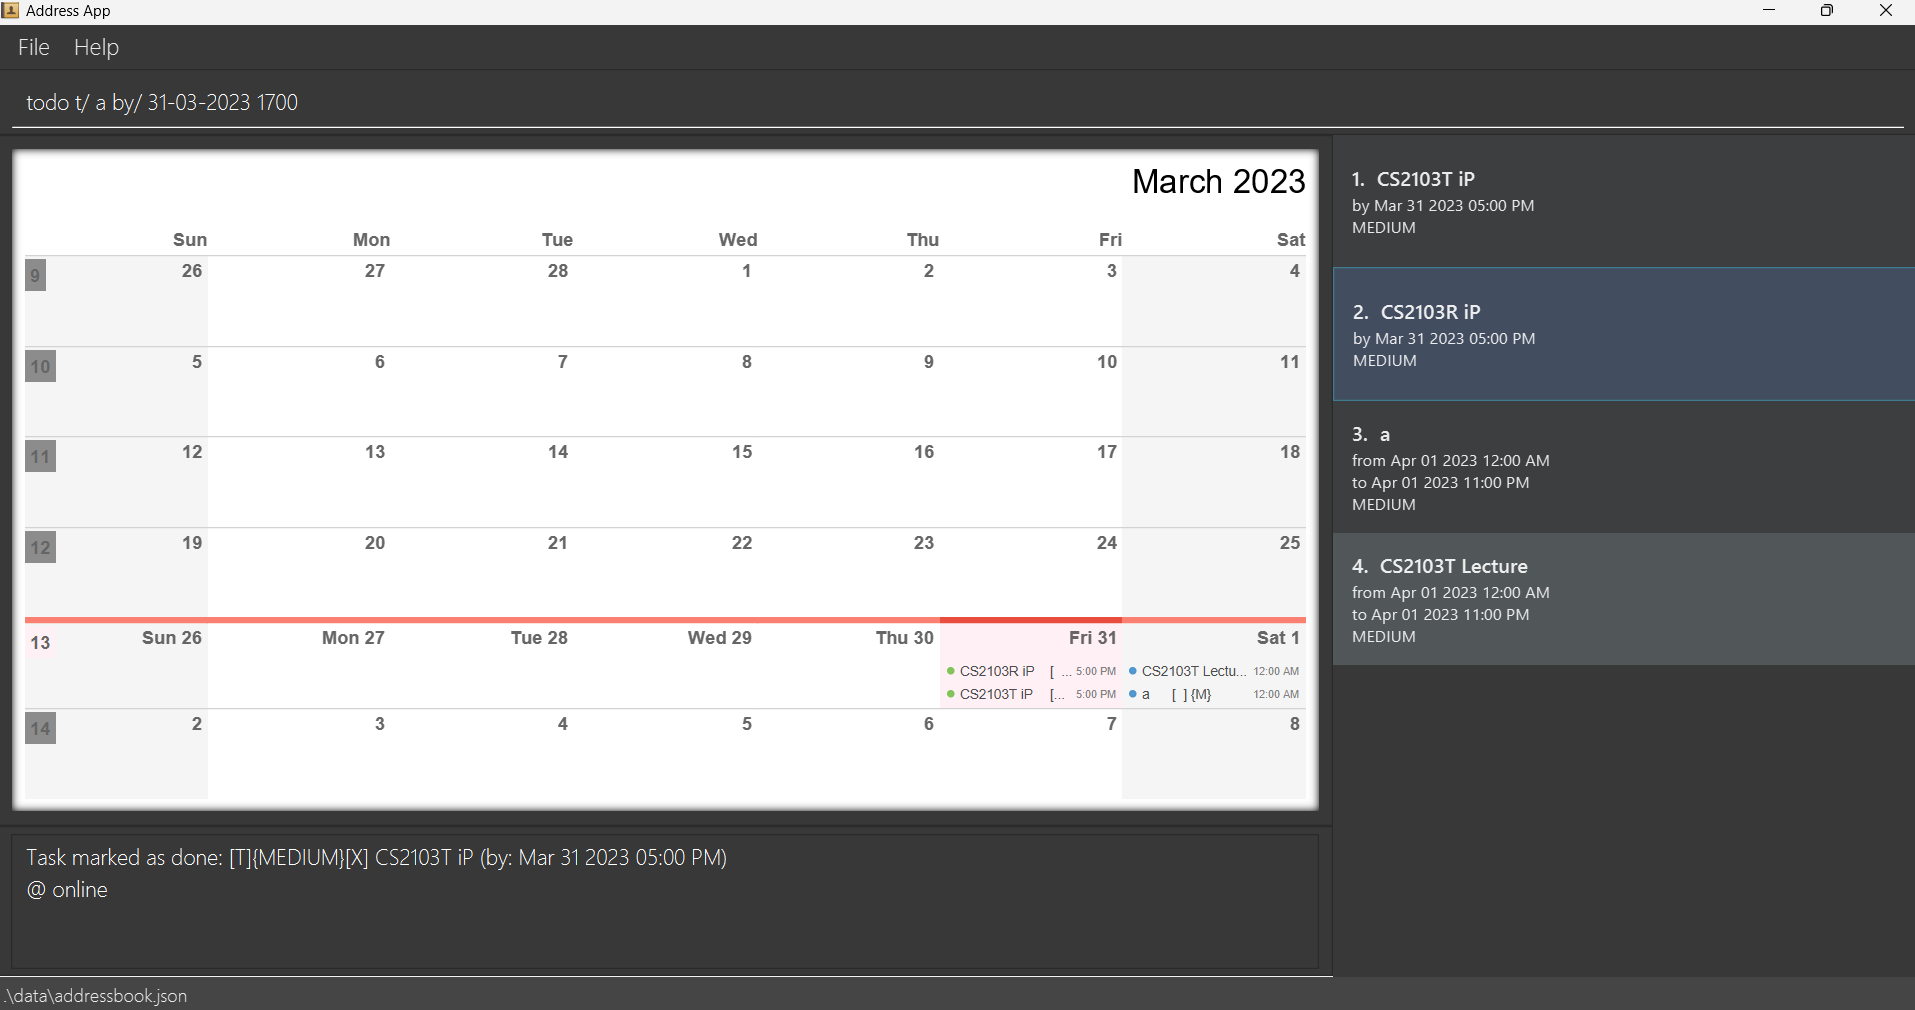 Address App
File Help
todo t/ a by/ 31-03-2023 1700
March 2023
Sun Mon Tue Wed Thu Fri Sat
9 26 27 28 1 2 3 4
10 5 6 7 8 9 10 11
11 12 13 14 15 16 17 18
12 19 20 21 22 23 24 25
13 Sun 26 Mon 27 Tue 28 Wed 29 Thu 30 Fri 31 Sat 1
CS2103R iP [ ... 5:00 PM CS2103T Lectu... 12:00 AM
CS2103T iP [... 5:00 PM a [ ] {M} 12:00 AM
14 2 3 4 5 6 7 8
1. CS2103T iP
by Mar 31 2023 05:00 PM
MEDIUM
2. CS2103R iP
by Mar 31 2023 05:00 PM
MEDIUM
3. a
from Apr 01 2023 12:00 AM
to Apr 01 2023 11:00 PM
MEDIUM
4. CS2103T Lecture
from Apr 01 2023 12:00 AM
to Apr 01 2023 11:00 PM
MEDIUM
Task marked as done: [T]{MEDIUM}[X] CS2103T iP (by: Mar 31 2023 05:00 PM)
@ online
.\data\addressbook.json